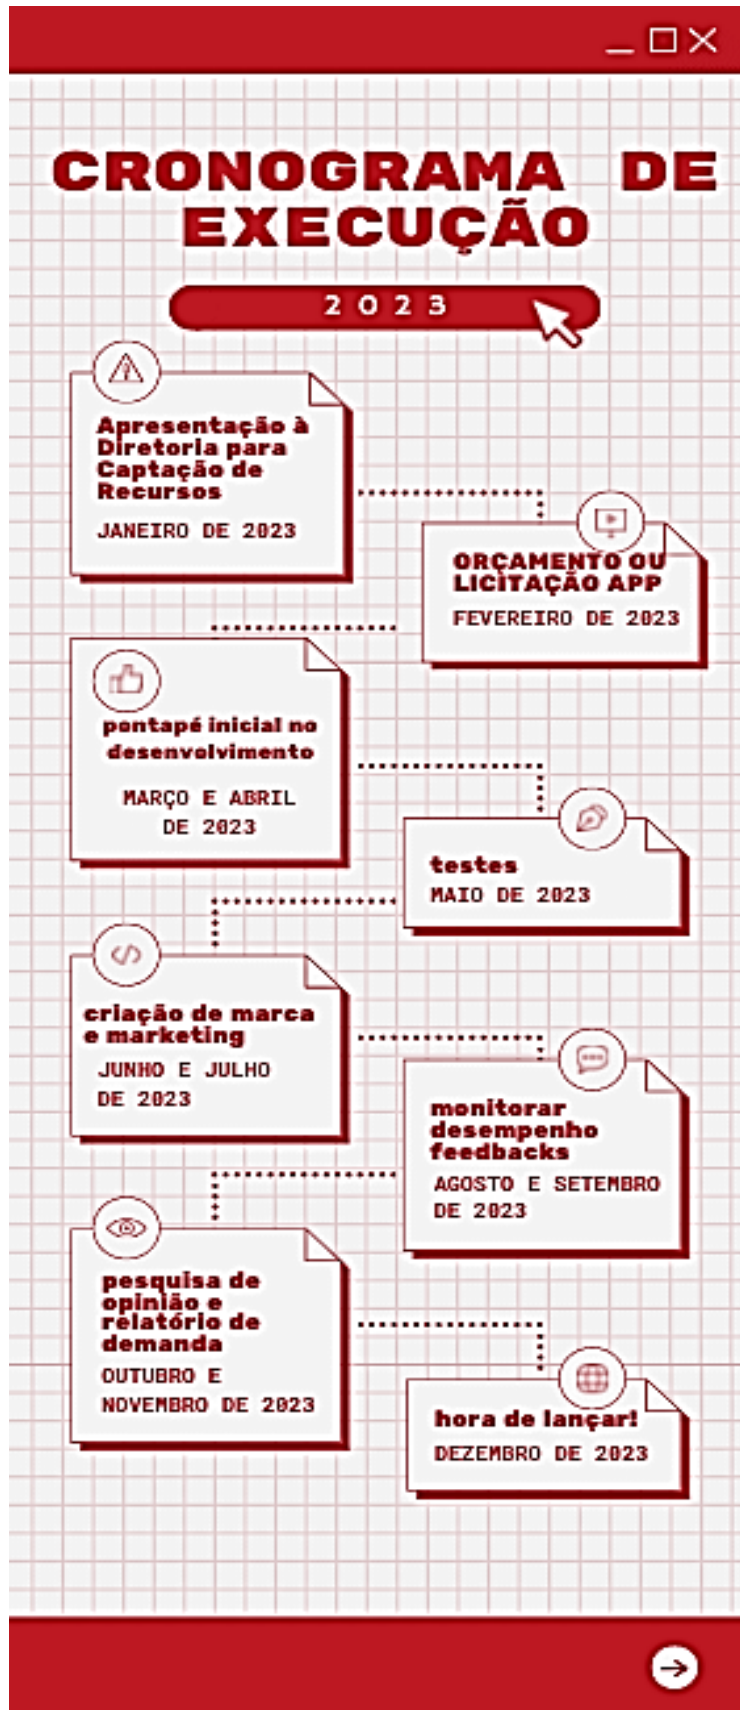 CRONOGRAMA DE
EXECUÇÃO
2023
Apresentação à
Diretoria para
Captação de
Recursos
JANEIRO DE 2023
ORÇAMENTO OU
LICITAÇÃO APP
FEVEREIRO DE 2023
pontapé inicial no
desenvolvimento
MARÇO E ABRIL
DE 2023
testes
MAIO DE 2023
criação de marca
e marketing
JUNHO E JULHO
DE 2023
monitorar
desempenho
feedbacks
AGOSTO E SETEMBRO
DE 2023
pesquisa de
opinião e
relatório de
demanda
OUTUBRO E
NOVEMBRO DE 2023
hora de lançar!
DEZEMBRO DE 2023